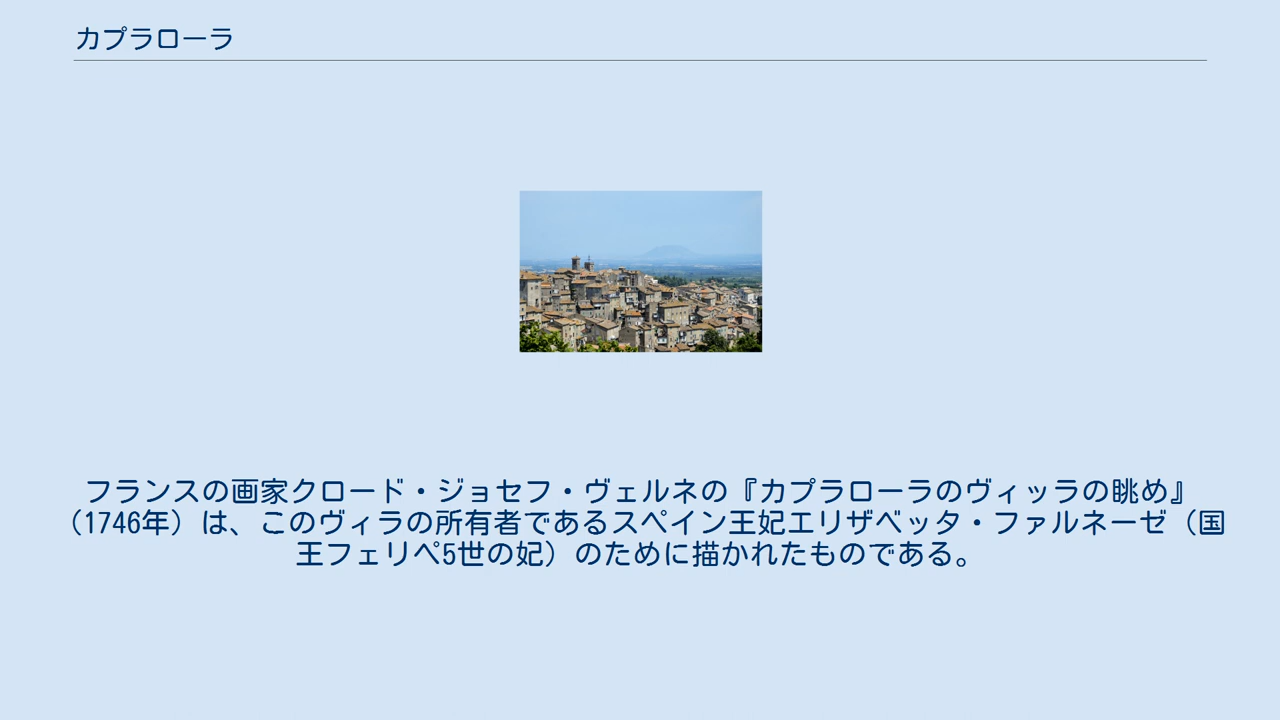 カプラローラ
フランスの画家クロード・ジョセフ・ヴェルネの『カプラローラのヴィッラの眺め』
（1746年）は、このヴィラの所有者であるスペイン王妃エリザベッタ・ファルネーゼ（国
王フェリペ5世の妃）のために描かれたものである。